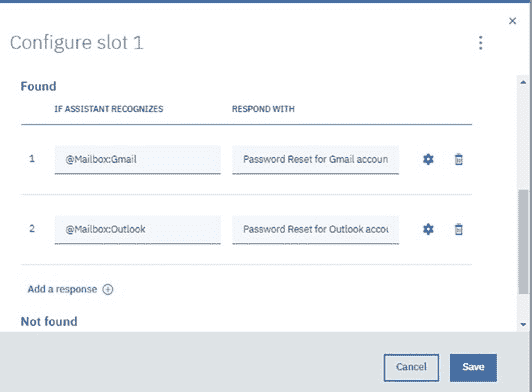 Configure slot 1
Found
IF ASSISTANT RECOGNIZES RESPOND WITH
1 @Mailbox:Gmail Password Reset for Gmail accoun
2 @Mailbox:Outlook Password Reset for Outlook accou
Add a response
Not found
Cancel Save